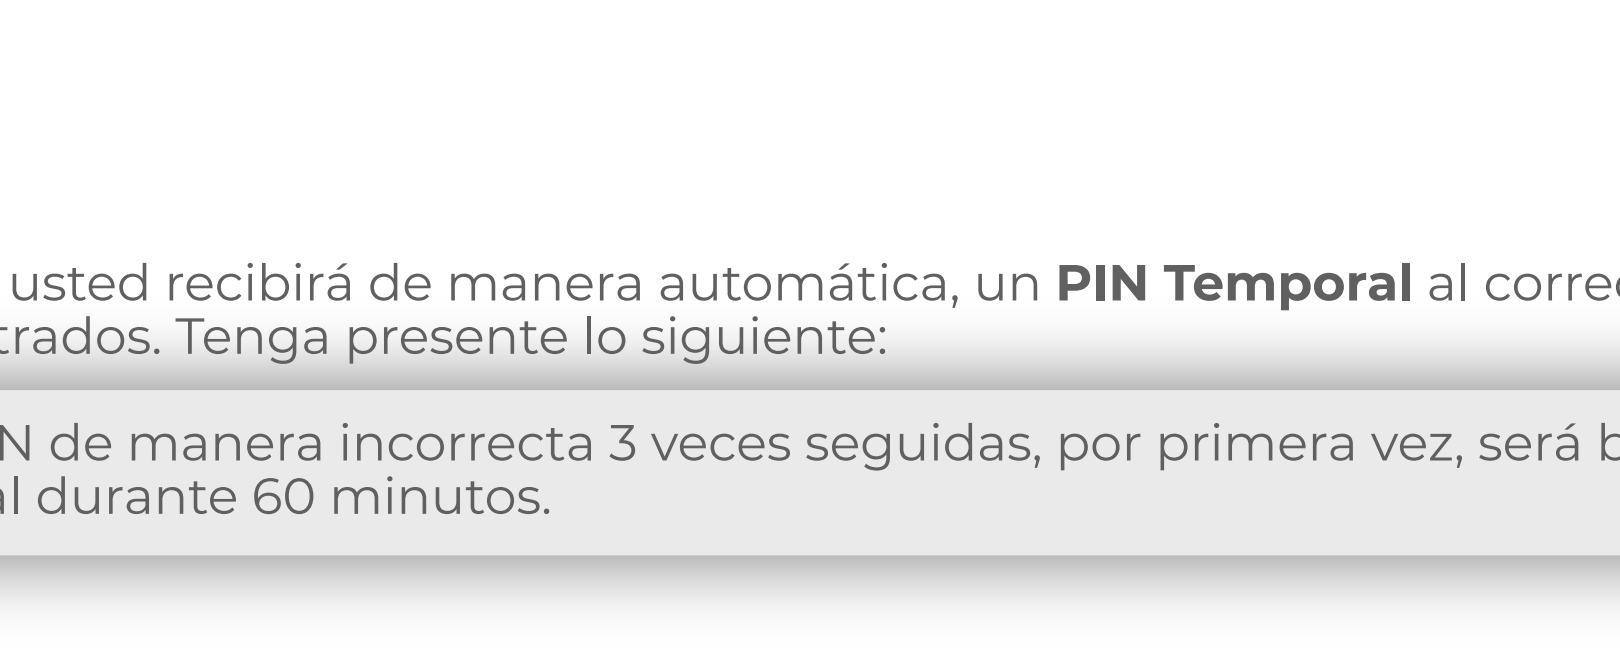 usted recibirá de manera automática, un PIN Temporal al corre
trados. Tenga presente lo siguiente:
N de manera incorrecta 3 veces seguidas, por primera vez, será b
al durante 60 minutos.